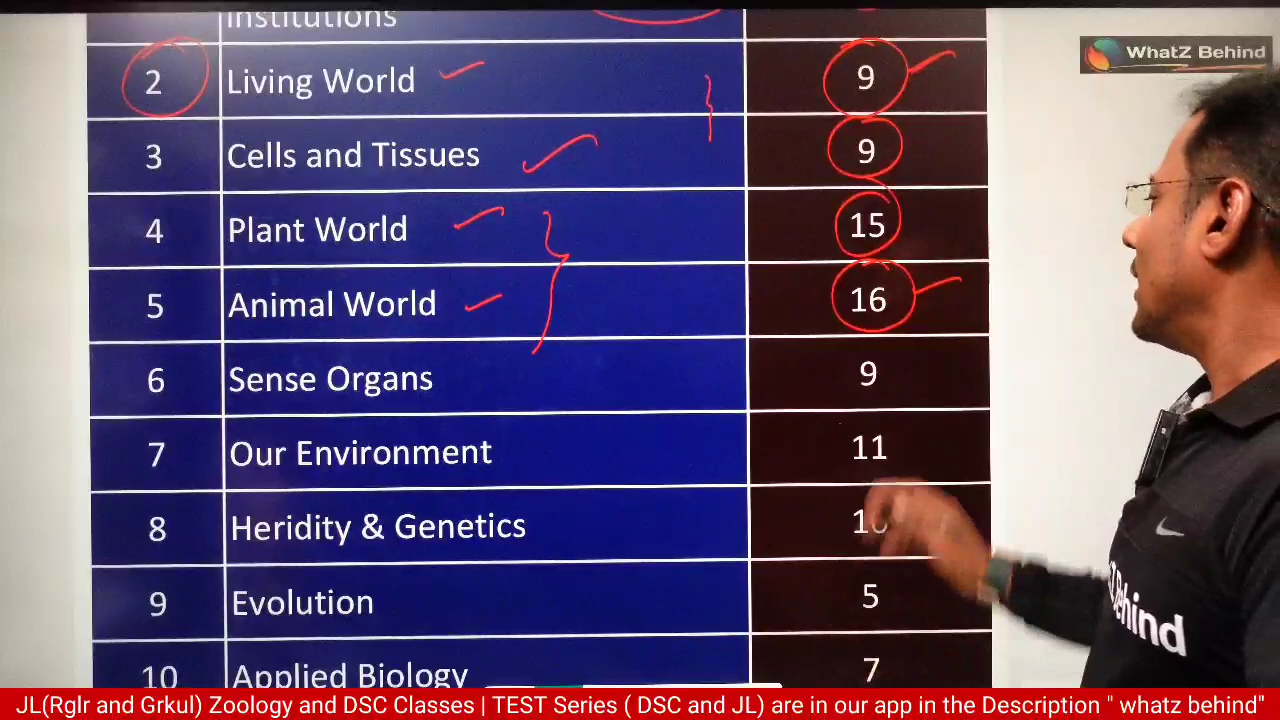 Institutions
WhatZ Behind
2 Living World 9
3 Cells and Tissues 9
4 Plant World 15
5 Animal World 16
6 Sense Organs 9
7 Our Environment 11
8 Heridity & Genetics
9 Evolution 5
10 Applied Biology 7
Behind
JL(Rglr and Grkul) Zoology and DSC Classes | TEST Series ( DSC and JL) are in our app in the Description " whatz behind"